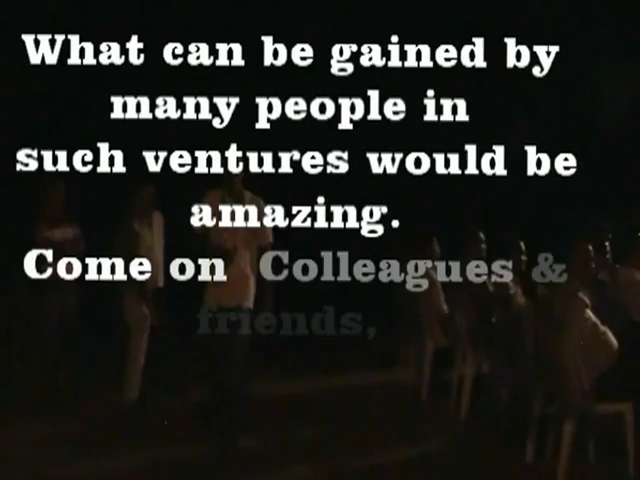 What can be gained by
many people in
such ventures would be
amazing.
Come on Colleagues &
friends,